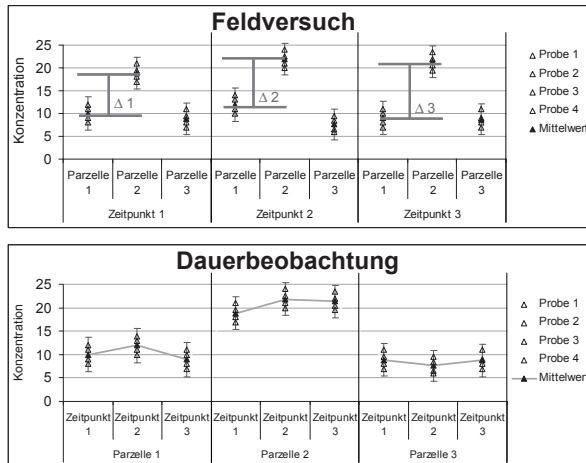 Feldversuch
Konzentration
25
20
15
10
5
0
Δ 1
Δ 2
Δ 3
Parzelle 1
Parzelle 2
Parzelle 3
Parzelle 1
Parzelle 2
Parzelle 3
Parzelle 1
Parzelle 2
Parzelle 3
Zeitpunkt 1
Zeitpunkt 2
Zeitpunkt 3
Probe 1
Probe 2
Probe 3
Probe 4
Mittelwert
Dauerbeobachtung
Konzentration
25
20
15
10
5
0
Zeitpunkt 1
Zeitpunkt 2
Zeitpunkt 3
Zeitpunkt 1
Zeitpunkt 2
Zeitpunkt 3
Zeitpunkt 1
Zeitpunkt 2
Zeitpunkt 3
Parzelle 1
Parzelle 2
Parzelle 3
Probe 1
Probe 2
Probe 3
Probe 4
Mittelwert